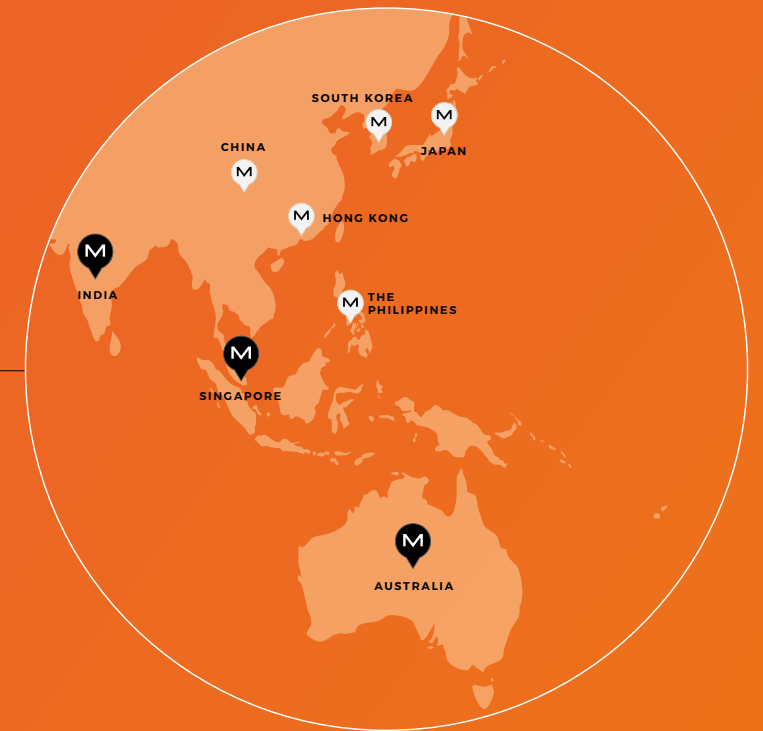 SOUTH KOREA
M
M
JAPAN
CHINA
M
M
HONG KONG
M
INDIA
M
THE
PHILIPPINES
M
SINGAPORE
M
AUSTRALIA